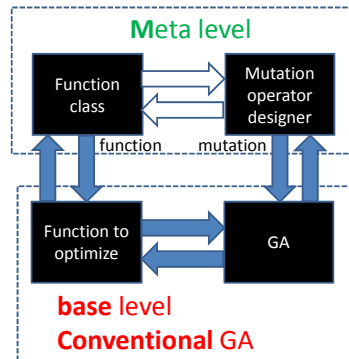 Meta level
Function
class
Mutation
operator
designer
function
mutation
Function to
optimize
GA
base level
Conventional GA